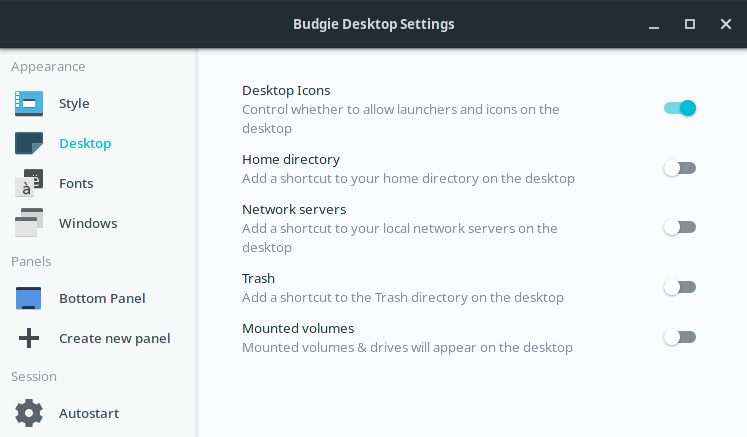 Budgie Desktop Settings
Appearance
Style
Desktop
à ë
Fonts
Windows
Panels
Bottom Panel
Create new panel
Session
Autostart
Desktop Icons
Control whether to allow launchers and icons on the
desktop
Home directory
Add a shortcut to your home directory on the desktop
Network servers
Add a shortcut to your local network servers on the
desktop
Trash
Add a shortcut to the Trash directory on the desktop
Mounted volumes
Mounted volumes & drives will appear on the desktop